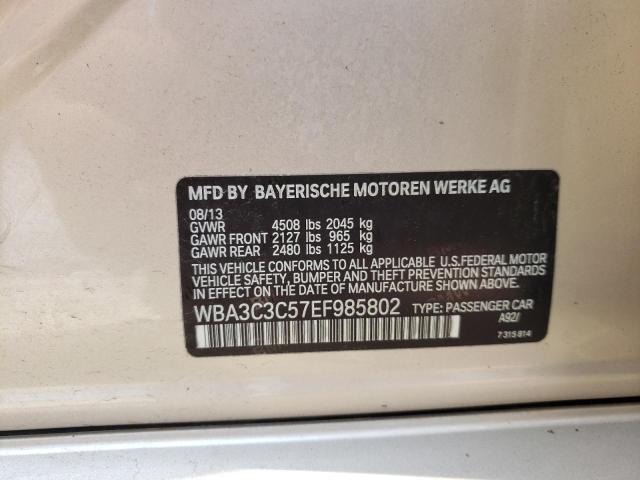 MFD BY BAYERISCHE MOTOREN WERKE AG
08/13
GVWR 4508 lbs 2045 kg
GAWR FRONT 2127 lbs 965 kg
GAWR REAR 2480 lbs 1125 kg
THIS VEHICLE CONFORMS TO ALL APPLICABLE U.S.FEDERAL MOTOR
VEHICLE SAFETY, BUMPER AND THEFT PREVENTION STANDARDS
IN EFFECT ON THE DATE OF MANUFACTURE SHOWN ABOVE.
WBA3C3C57EF985802 TYPE: PASSENGER CAR
A92/
7 315 814